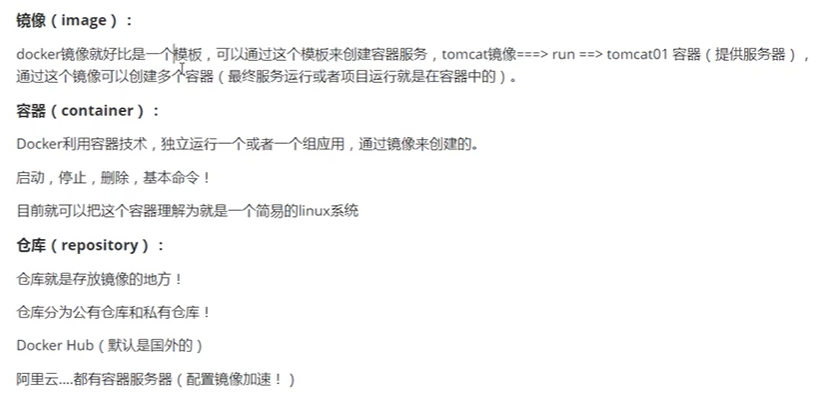 镜像（image）：
docker镜像就好比是一个模板，可以通过这个模板来创建容器服务，tomcat镜像===> run ==> tomcat01 容器（提供服务器），
通过这个镜像可以创建多个容器（最终服务运行或者项目运行就是在容器中的）。
容器（container）：
Docker利用容器技术，独立运行一个或者一个组应用，通过镜像来创建的。
启动，停止，删除，基本命令！
目前就可以把这个容器理解为就是一个简易的linux系统
仓库（repository）：
仓库就是存放镜像的地方！
仓库分为公有仓库和私有仓库！
Docker Hub（默认是国外的）
阿里云....都有容器服务器（配置镜像加速！）